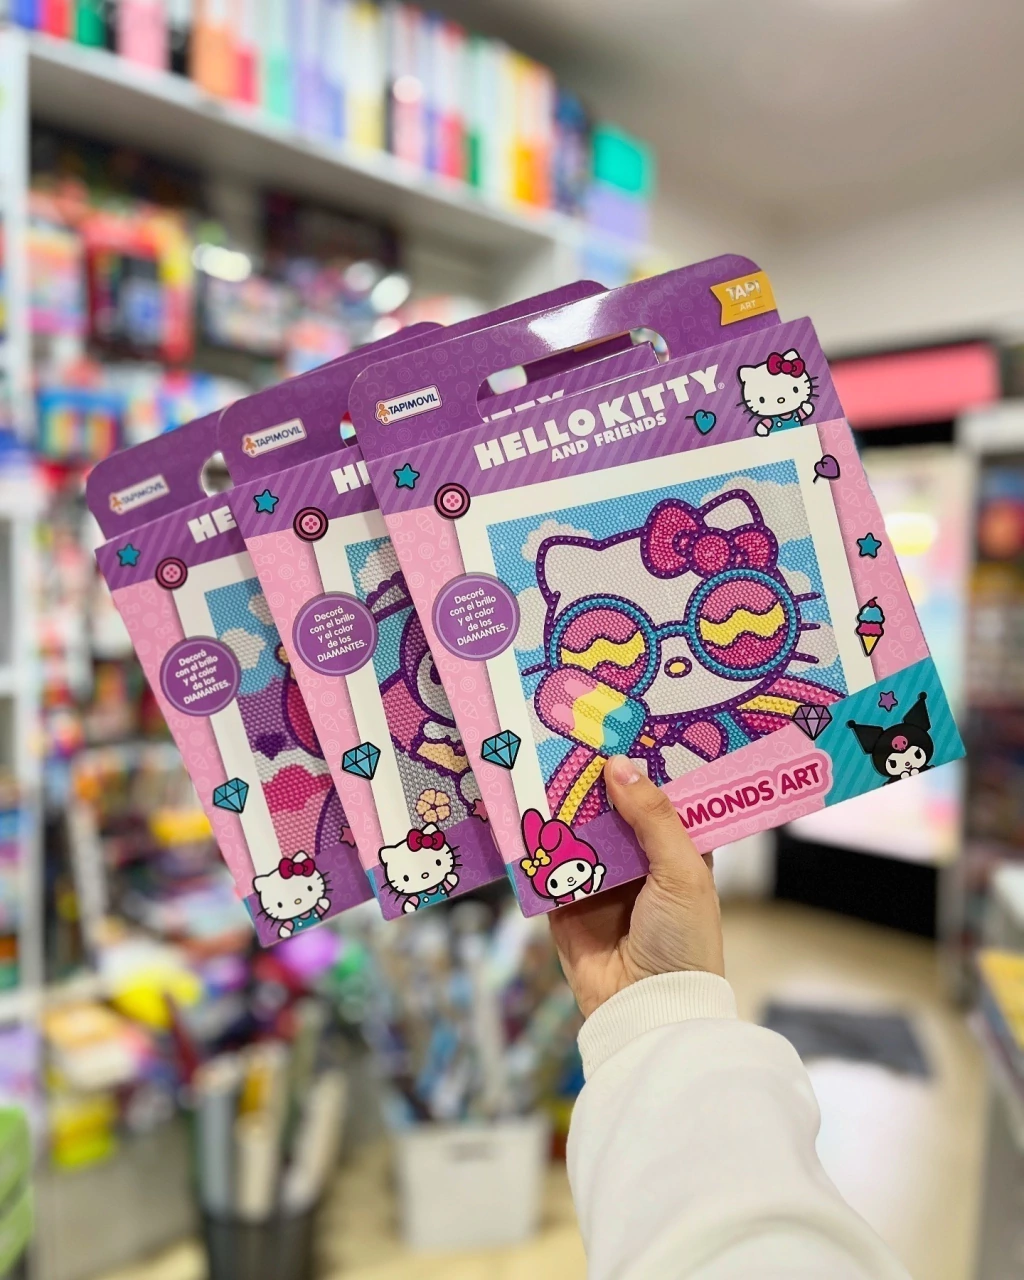 TAPIMOVIL
HE
Decorá
con el brillo
y el color
de los
DIAMANTES.
TAPIMOVIL
HE
Decorá
con el brillo
y el color
de los
DIAMANTES.
TAPI
ART
TAPIMOVIL
HELLO KITTY®
AND FRIENDS
Decorá
con el brillo
y el color
de los
DIAMANTES.
AMONDS ART